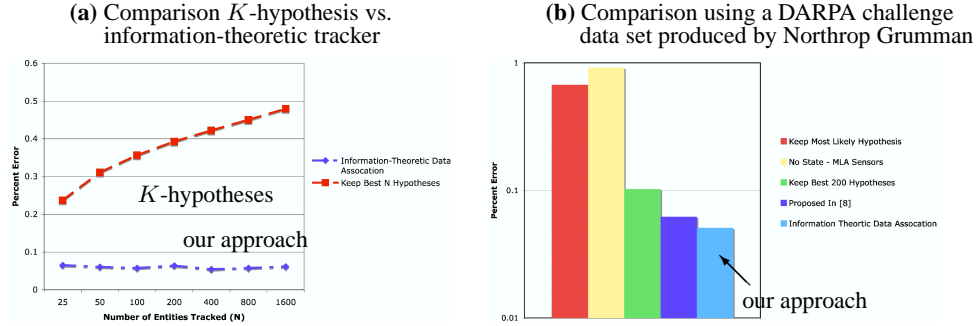 (a) Comparison K-hypothesis vs.
information-theoretic tracker
0.6
0.5
0.4
0.3
0.2
0.1
0
Percent Error
25 50 100 200 400 800 1600
Number of Entities Tracked (N)
K-hypotheses
our approach
Information-Theoretic Data
Assocation
Keep Best N Hypotheses
(b) Comparison using a DARPA challenge
data set produced by Northrop Grumman
1
0.1
0.01
Percent Error
Keep Most Likely Hypothesis
No State - MLA Sensors
Keep Best 200 Hypotheses
Proposed In [8]
Information Theortic Data Assocation
our approach